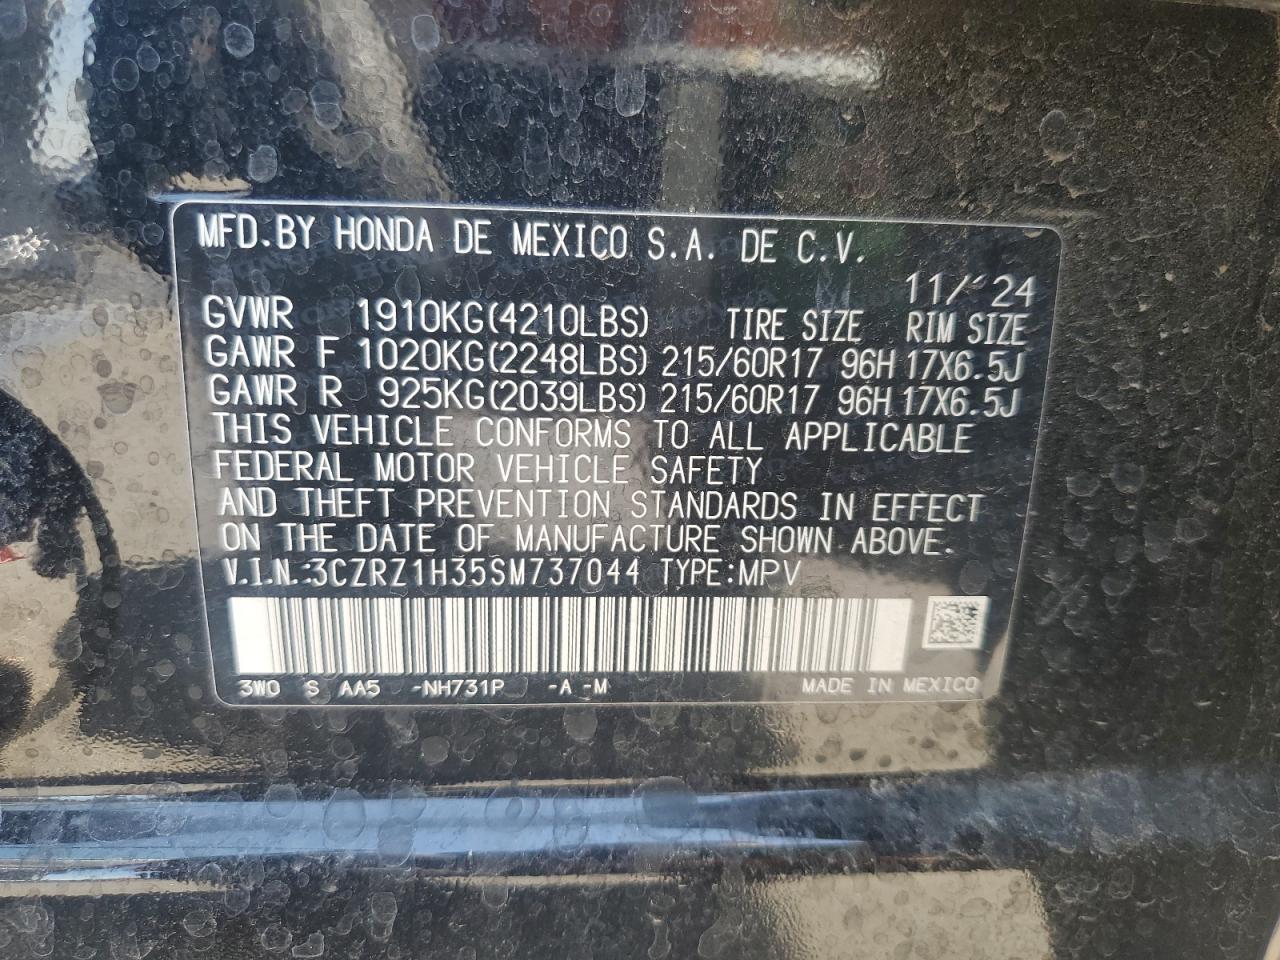 MFD.BY HONDA DE MEXICO S.A. DE C.V.
11/ 24
GVWR 1910KG(4210LBS) TIRE SIZE RIM SIZE
GAWR F 1020KG(2248LBS) 215/60R17 96H 17X6.5J
GAWR R 925KG(2039LBS) 215/60R17 96H 17X6.5J
THIS VEHICLE CONFORMS TO ALL APPLICABLE
FEDERAL MOTOR VEHICLE SAFETY
AND THEFT PREVENTION STANDARDS IN EFFECT
ON THE DATE OF MANUFACTURE SHOWN ABOVE.
V.I.N.:3CZRZ1H35SM737044 TYPE:MPV
3W0 S AA5 -NH731P -A -M MADE IN MEXICO